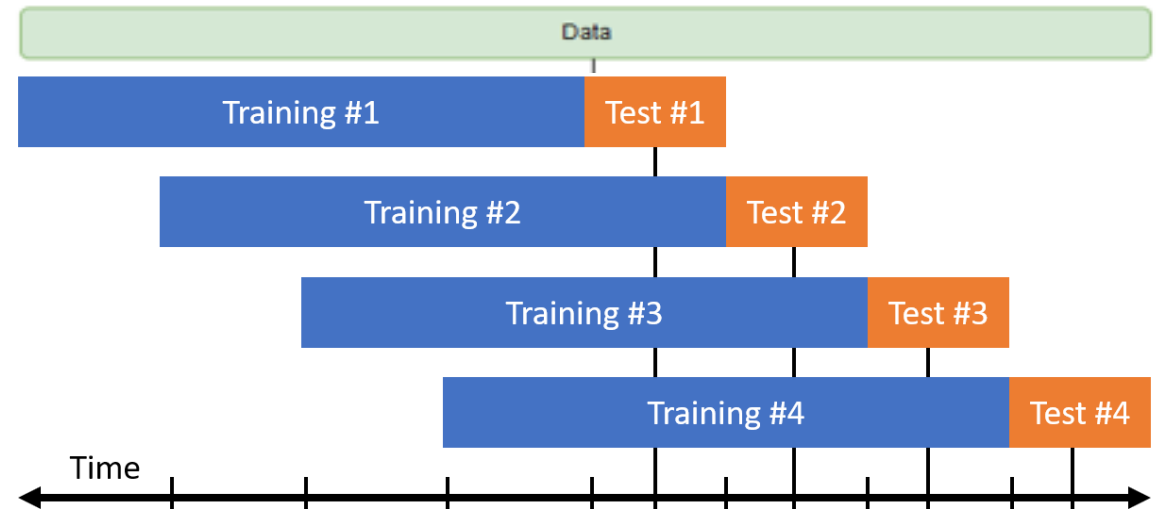 Data
Training #1
Test #1
Training #2
Test #2
Training #3
Test #3
Training #4
Test #4
Time